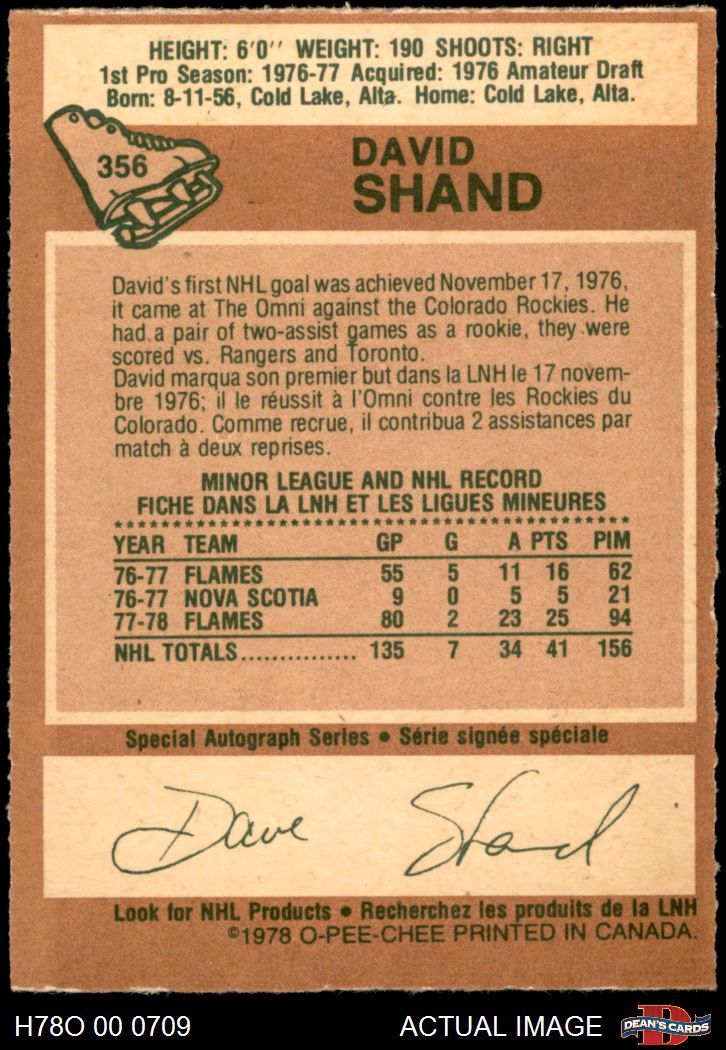 HEIGHT: 6'0'' WEIGHT: 190 SHOOTS: RIGHT
1st Pro Season: 1976-77 Acquired: 1976 Amateur Draft
Born: 8-11-56, Cold Lake, Alta. Home: Cold Lake, Alta.
356
DAVID
SHAND
David's first NHL goal was achieved November 17, 1976,
it came at The Omni against the Colorado Rockies. He
had a pair of two-assist games as a rookie, they were
scored vs. Rangers and Toronto.
David marqua son premier but dans la LNH le 17 novem-
bre 1976; il le réussit à l'Omni contre les Rockies du
Colorado. Comme recrue, il contribua 2 assistances par
match à deux reprises.
MINOR LEAGUE AND NHL RECORD
FICHE DANS LA LNH ET LES LIGUES MINEURES
YEAR TEAM GP G A PTS PIM
76-77 FLAMES 55 5 11 16 62
76-77 NOVA SCOTIA 9 0 5 5 21
77-78 FLAMES 80 2 23 25 94
NHL TOTALS................ 135 7 34 41 156
Special Autograph Series • Série signée spéciale
Dave Shand
Look for NHL Products • Recherchez les produits de la LNH
©1978 O-PEE-CHEE PRINTED IN CANADA.
H78O 00 0709 ACTUAL IMAGE D DEAN'S CARDS